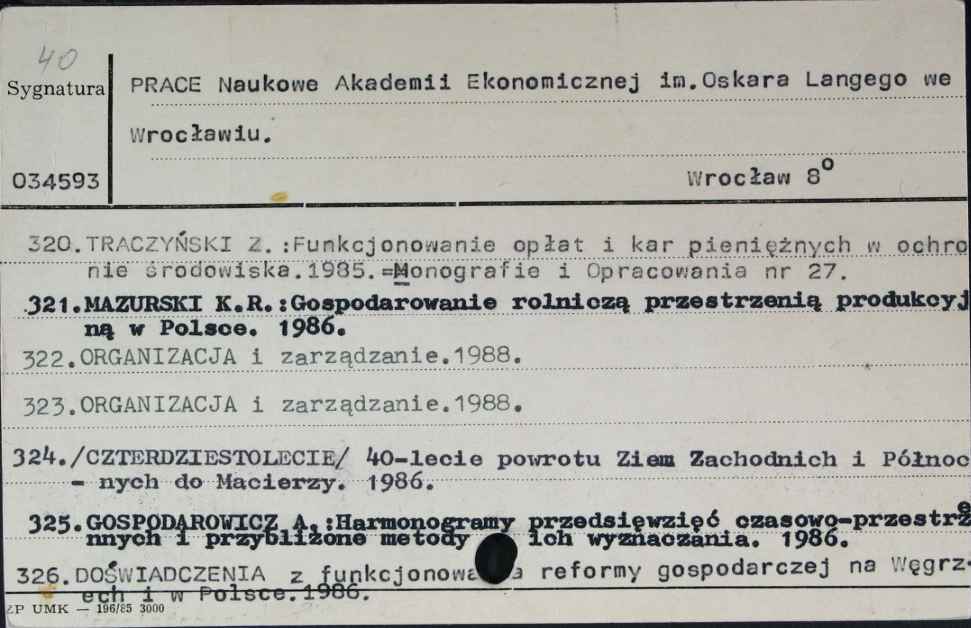 40
Sygnatura
PRACE Naukowe Akademii Ekonomicznej im.Oskara Langego we
Wrocławiu.
034593
Wrocław 8o
320.TRACZYŃSKI Z.:Funkcjonowanie opłat i kar pieniężnych w ochro
nie środowiska.1985.=Monografie i Opracowania nr 27.
321.MAZURSKI K.R.:Gospodarowanie rolniczą przestrzenią produkcyj
ną w Polsce. 1986.
322.ORGANIZACJA i zarządzanie.1988.
323.ORGANIZACJA i zarządzanie.1988.
324./CZTERDZIESTOLECIE/ 40-lecie powrotu Ziem Zachodnich i Północ
- nych do Macierzy. 1986.
325.GOSPODAROWICZ A.:Harmonogramy przedsięwzięć czasowo-przestrze
nnych i przybliżone metody ich wyznaczania. 1986.
326.DOŚWIADCZENIA z funkcjonowa a reformy gospodarczej na Węgrz-
ech i w Polsce.1986.
ZP UMK — 196/85 3000